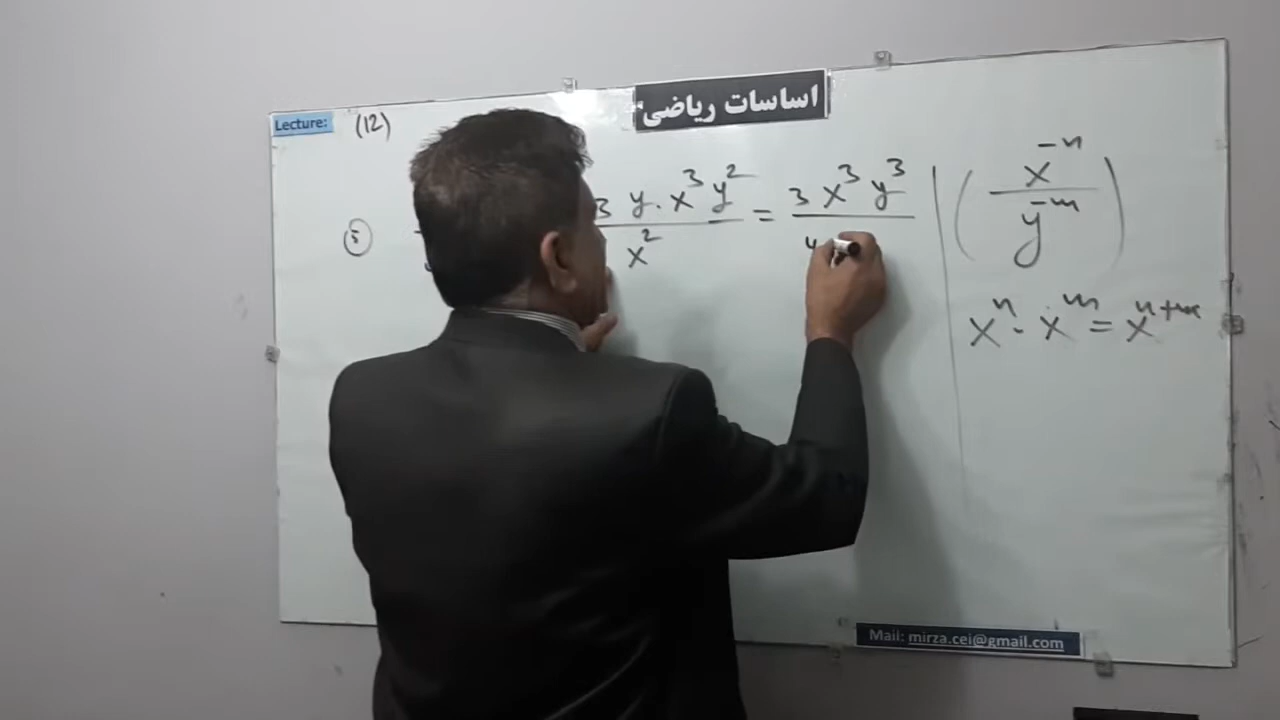 اساسات ریاضی
Lecture: (12)
⑤ 3 y . x³ y² / x² = 3 x³ y³ / 4
( x⁻ⁿ / y⁻ᵐ )
xⁿ . xᵐ = xⁿ⁺ᵐ
Mail: mirza.cei@gmail.com